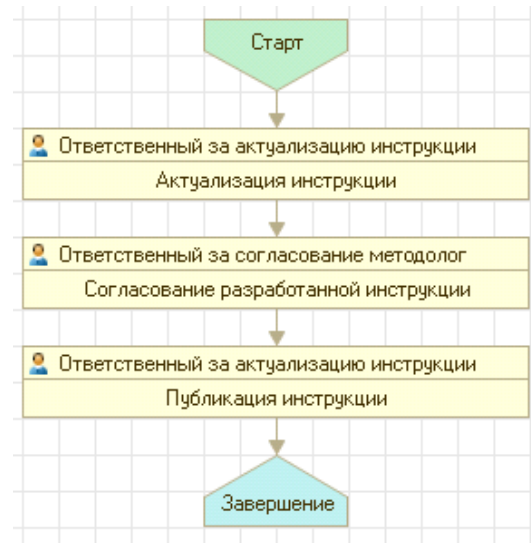 Старт
Ответственный за актуализацию инструкции
Актуализация инструкции
Ответственный за согласование методолог
Согласование разработанной инструкции
Ответственный за актуализацию инструкции
Публикация инструкции
Завершение